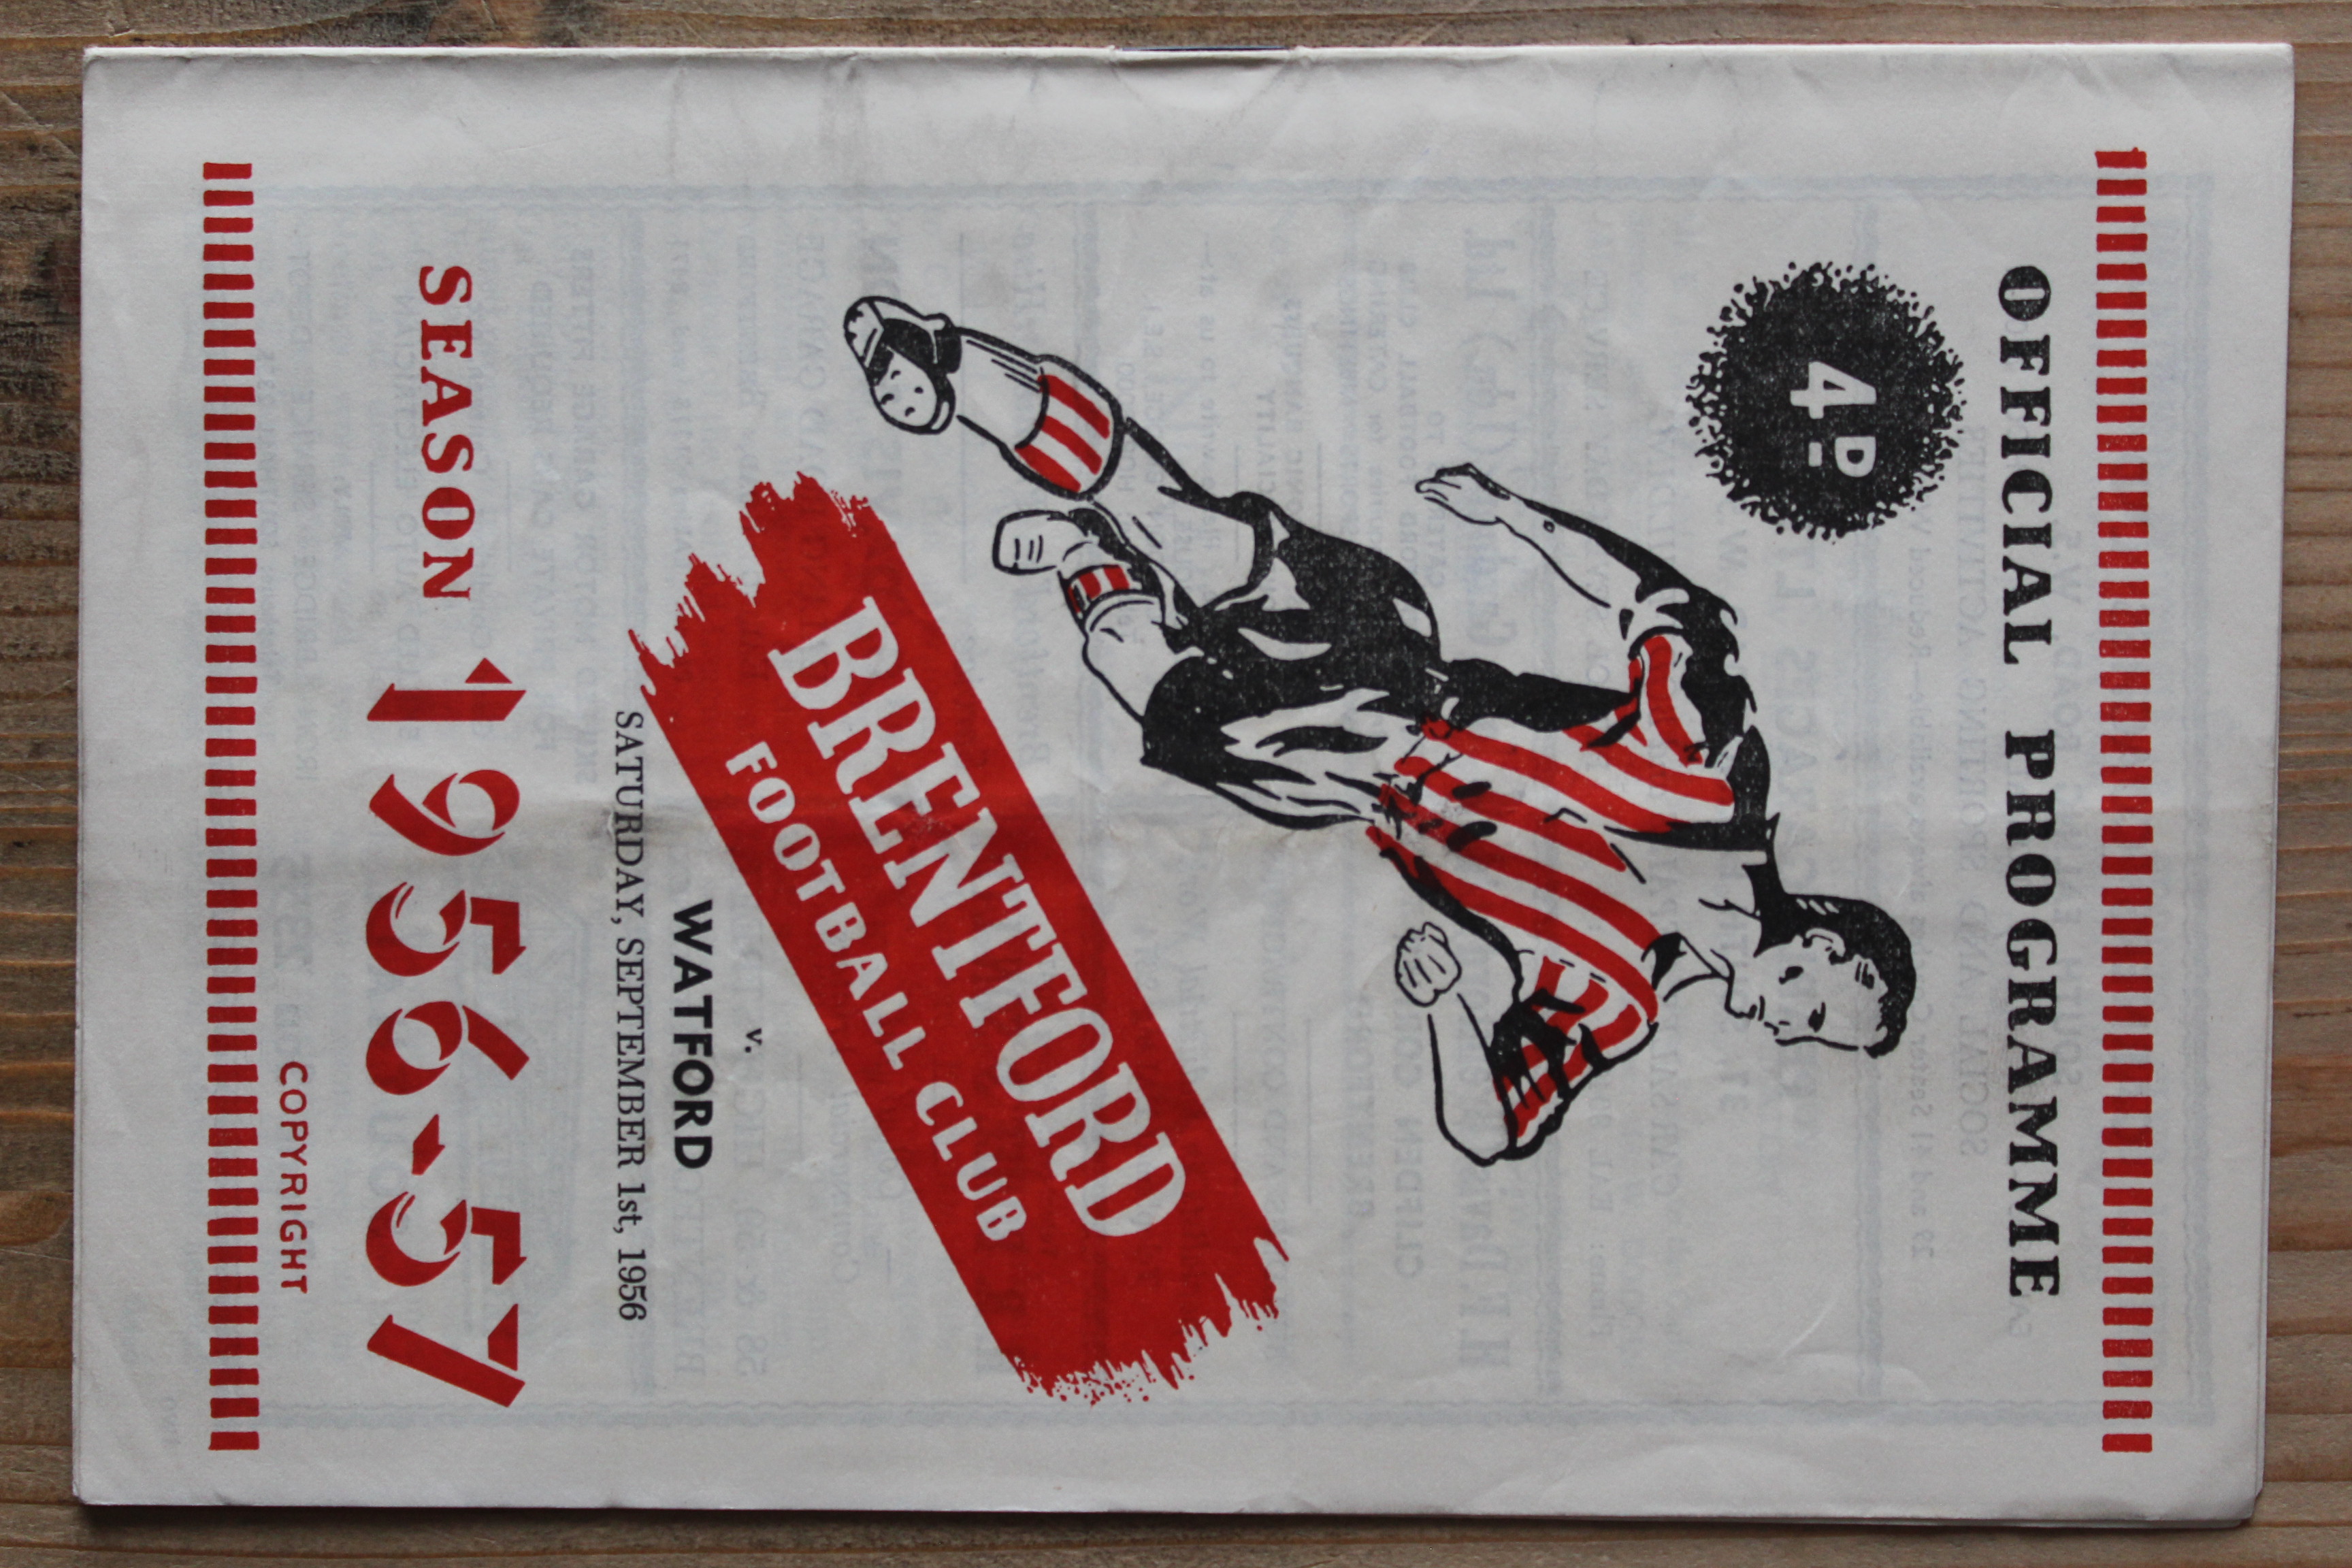 OFFICIAL PROGRAMME
4D
BRENTFORD
FOOTBALL CLUB
v.
WATFORD
SATURDAY, SEPTEMBER 1st, 1956
SEASON 1956-57
COPYRIGHT